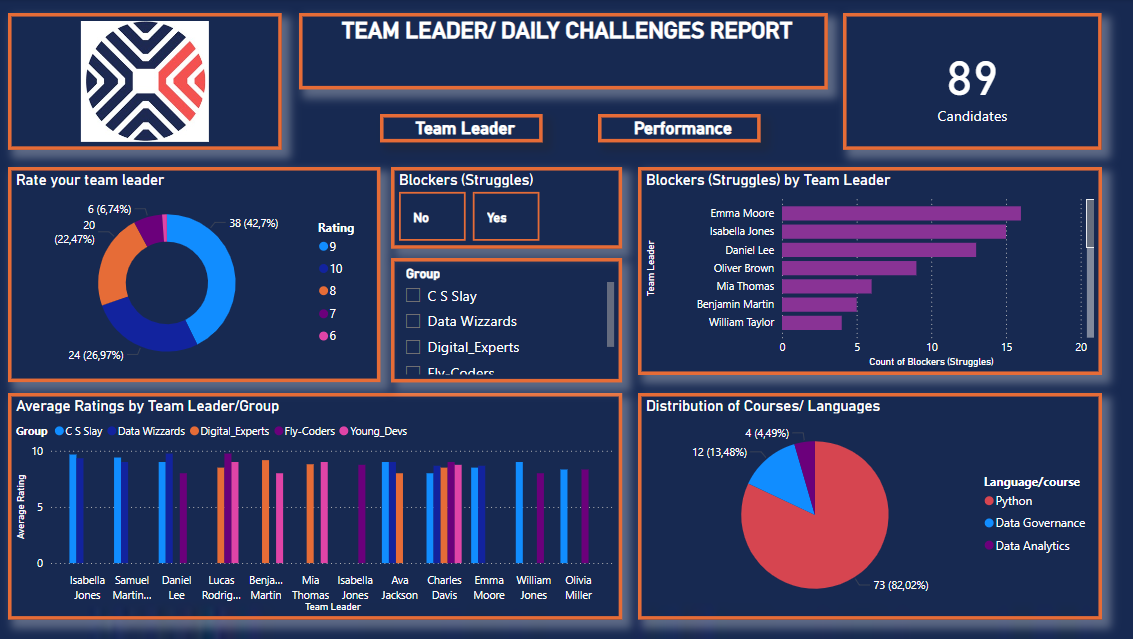 TEAM LEADER/ DAILY CHALLENGES REPORT
89
Candidates
Team Leader
Performance
Rate your team leader
6 (6,74%)
20
(22,47%)
38 (42,7%)
24 (26,97%)
Rating
9
10
8
7
6
Blockers (Struggles)
No
Yes
Group
C S Slay
Data Wizzards
Digital_Experts
Fly-Coders
Blockers (Struggles) by Team Leader
Team Leader
Emma Moore
Isabella Jones
Daniel Lee
Oliver Brown
Mia Thomas
Benjamin Martin
William Taylor
0 5 10 15 20
Count of Blockers (Struggles)
Average Ratings by Team Leader/Group
Group C S Slay Data Wizzards Digital_Experts Fly-Coders Young_Devs
Average Rating
10
5
0
Isabella Samuel Daniel Lucas Benja... Mia Isabella Ava Charles Emma William Olivia
Jones Martin... Lee Rodrig... Martin Thomas Jones Jackson Davis Moore Jones Miller
Team Leader
Distribution of Courses/ Languages
4 (4,49%)
12 (13,48%)
73 (82,02%)
Language/course
Python
Data Governance
Data Analytics